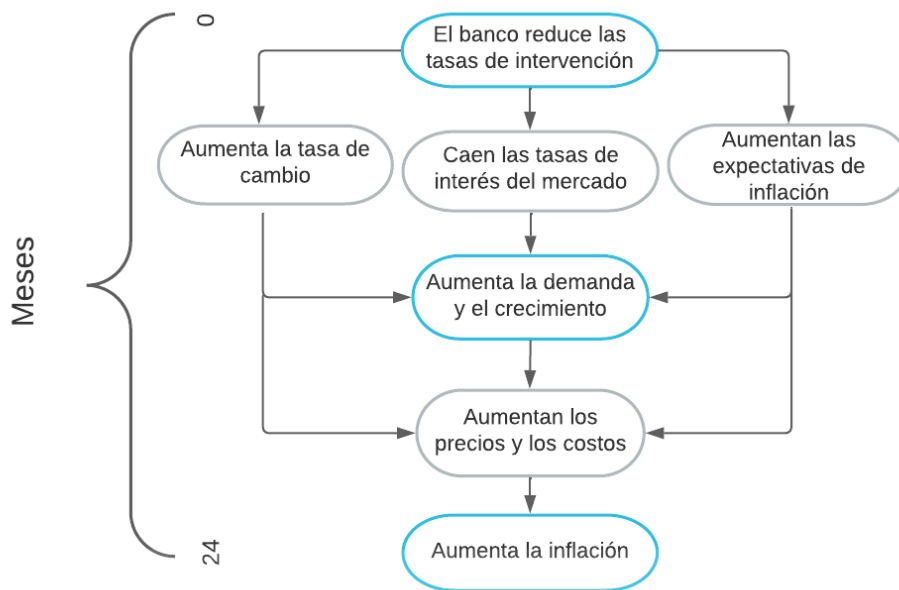 0
El banco reduce las
tasas de intervención
Aumenta la tasa de
cambio
Caen las tasas de
interés del mercado
Aumentan las
expectativas de
inflación
Meses
Aumenta la demanda
y el crecimiento
Aumentan los
precios y los costos
24
Aumenta la inflación